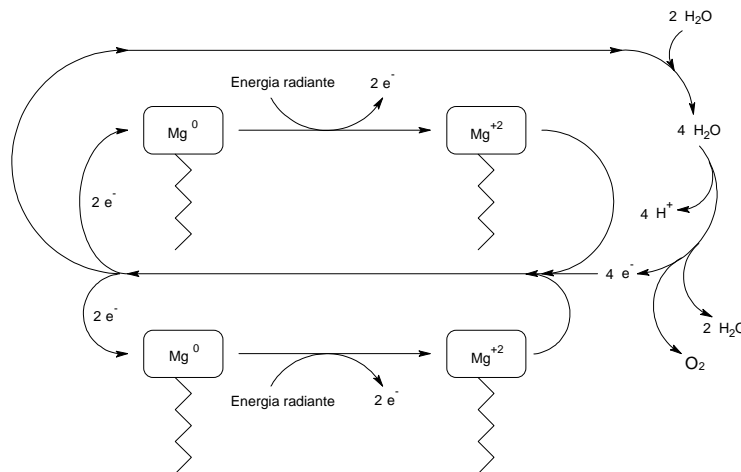 2 H₂O
Energia radiante
2 e⁻
Mg⁰
Mg⁺²
4 H₂O
2 e⁻
4 H⁺
4 e⁻
2 e⁻
2 H₂O
Mg⁰
Mg⁺²
O₂
Energia radiante
2 e⁻